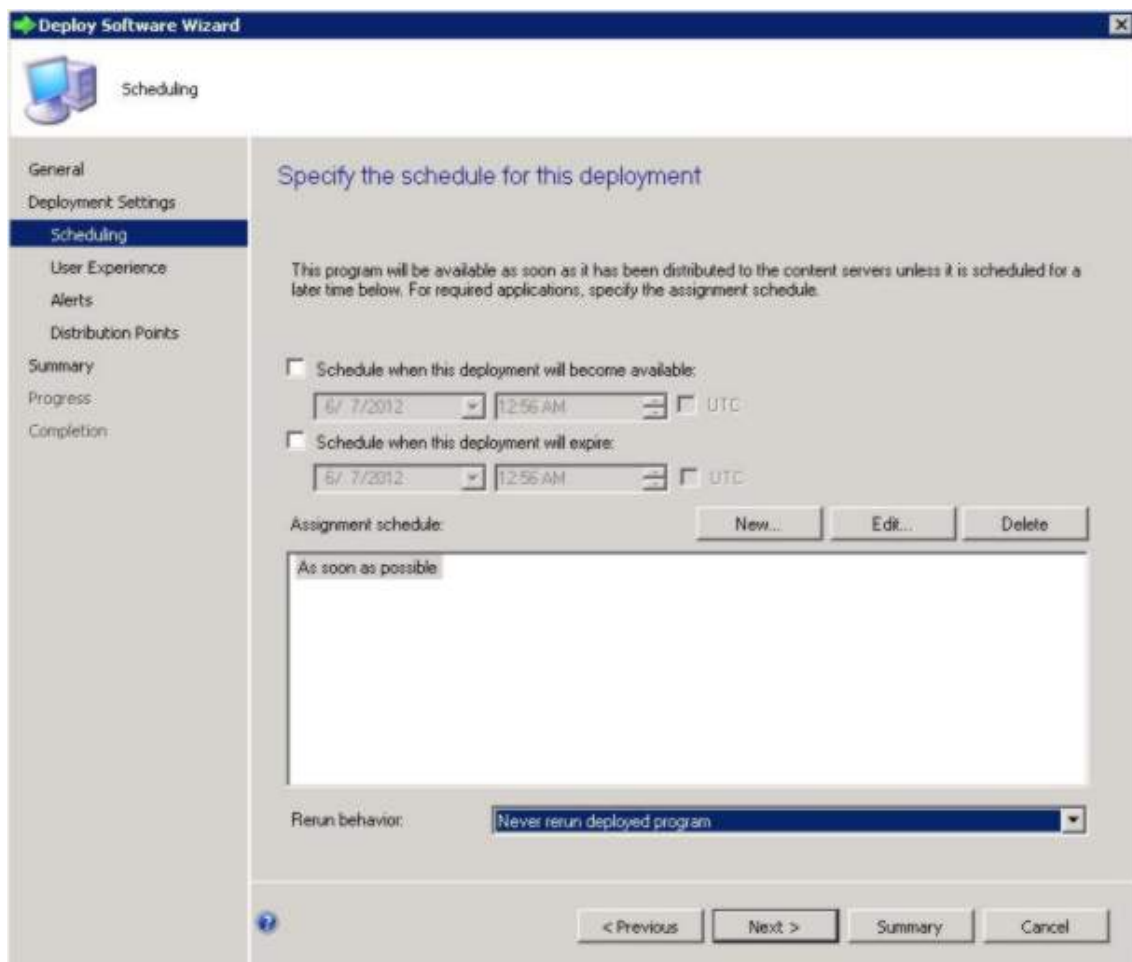 Deploy Software Wizard
Scheduling
General
Deployment Settings
Scheduling
User Experience
Alerts
Distribution Points
Summary
Progress
Completion
Specify the schedule for this deployment
This program will be available as soon as it has been distributed to the content servers unless it is scheduled for a
later time below. For required applications, specify the assignment schedule.
Schedule when this deployment will become available:
6/ 7/2012 12:56 AM UTC
Schedule when this deployment will expire:
6/ 7/2012 12:56 AM UTC
Assignment schedule: New... Edit... Delete
As soon as possible
Rerun behavior: Never rerun deployed program
< Previous Next > Summary Cancel